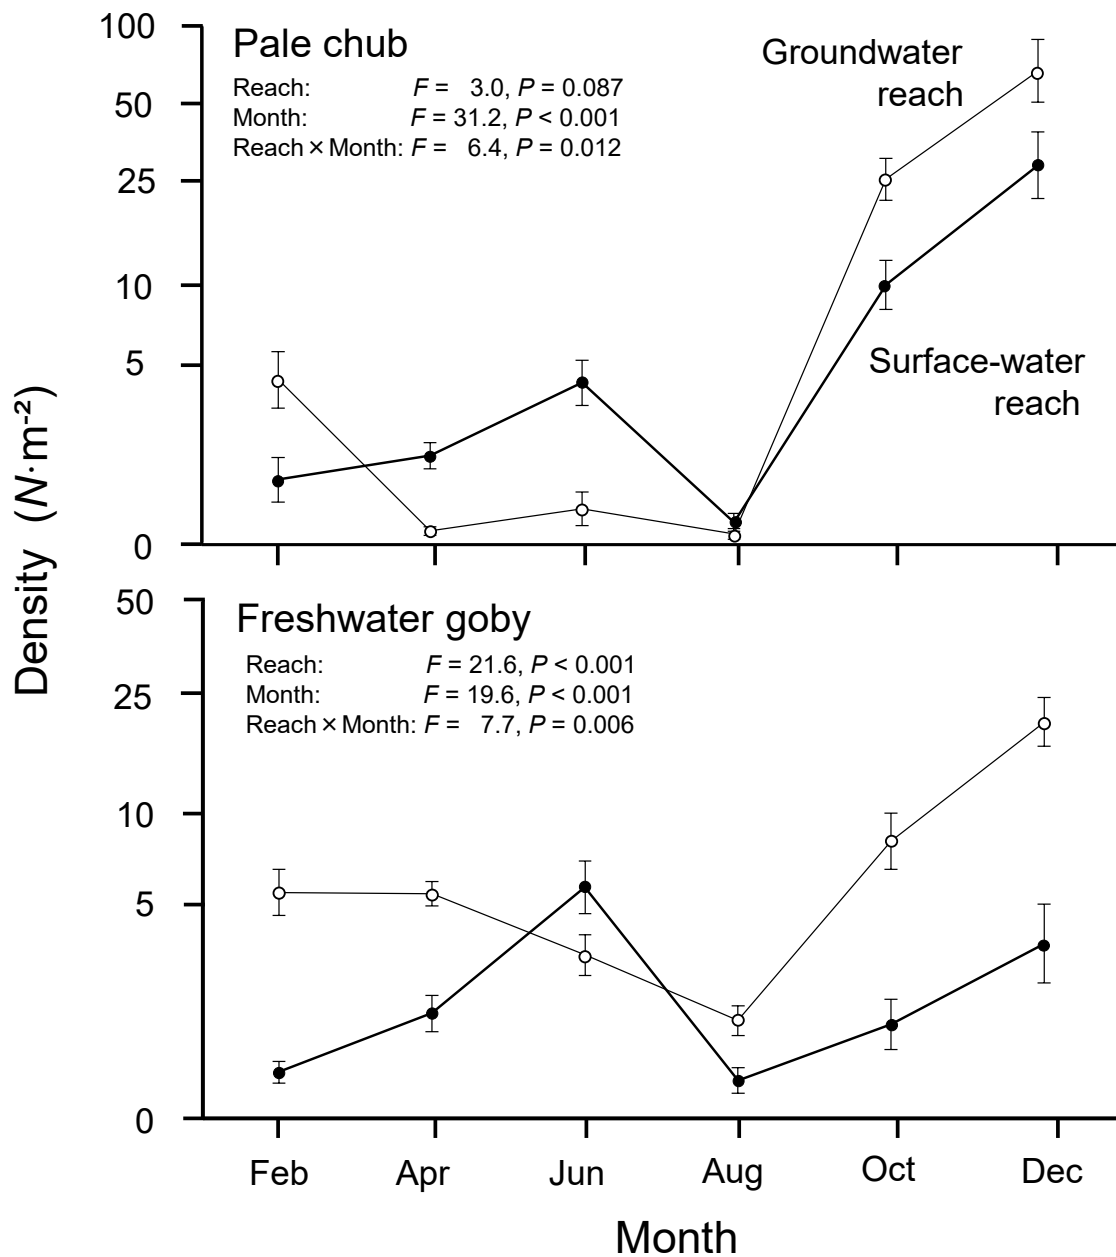 Density (N·m⁻²)
100
50
25
10
5
0
Pale chub
Reach: F = 3.0, P = 0.087
Month: F = 31.2, P < 0.001
Reach × Month: F = 6.4, P = 0.012
Groundwater
reach
Surface-water
reach
50
25
10
5
0
Freshwater goby
Reach: F = 21.6, P < 0.001
Month: F = 19.6, P < 0.001
Reach × Month: F = 7.7, P = 0.006
Feb Apr Jun Aug Oct Dec
Month